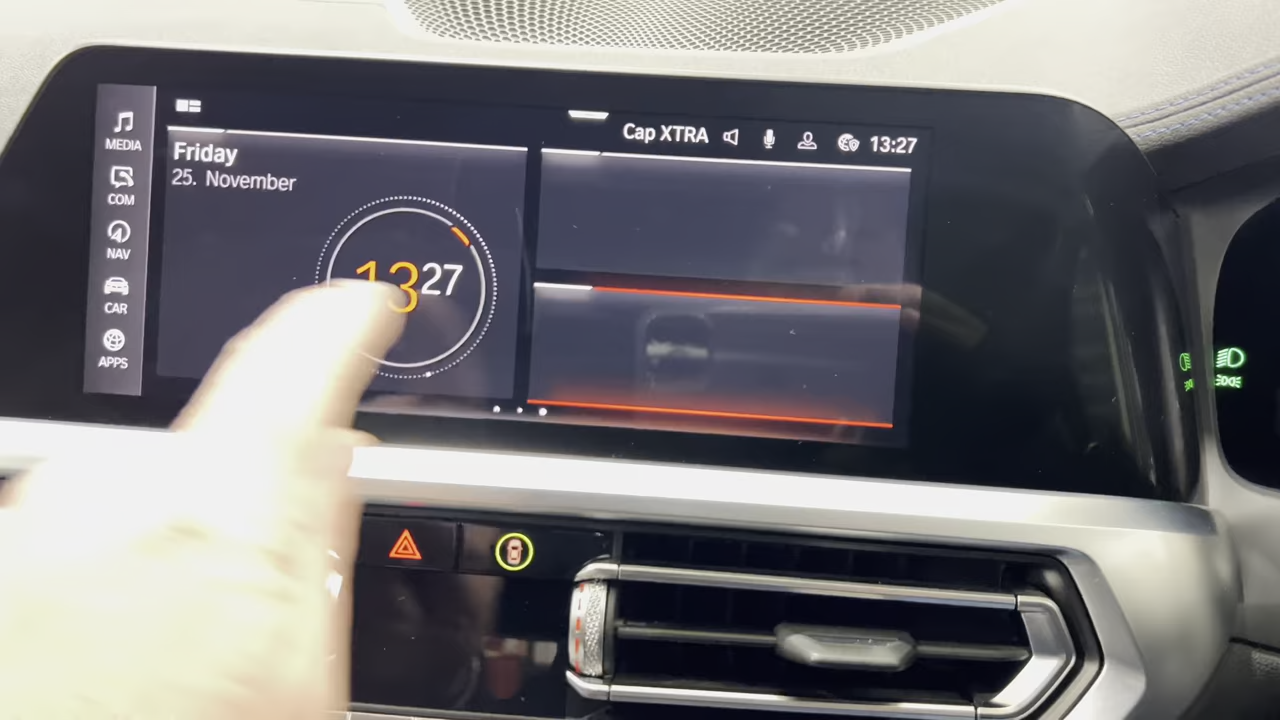 Cap XTRA 13:27
MEDIA
COM
NAV
CAR
APPS
Friday
25. November
13 27